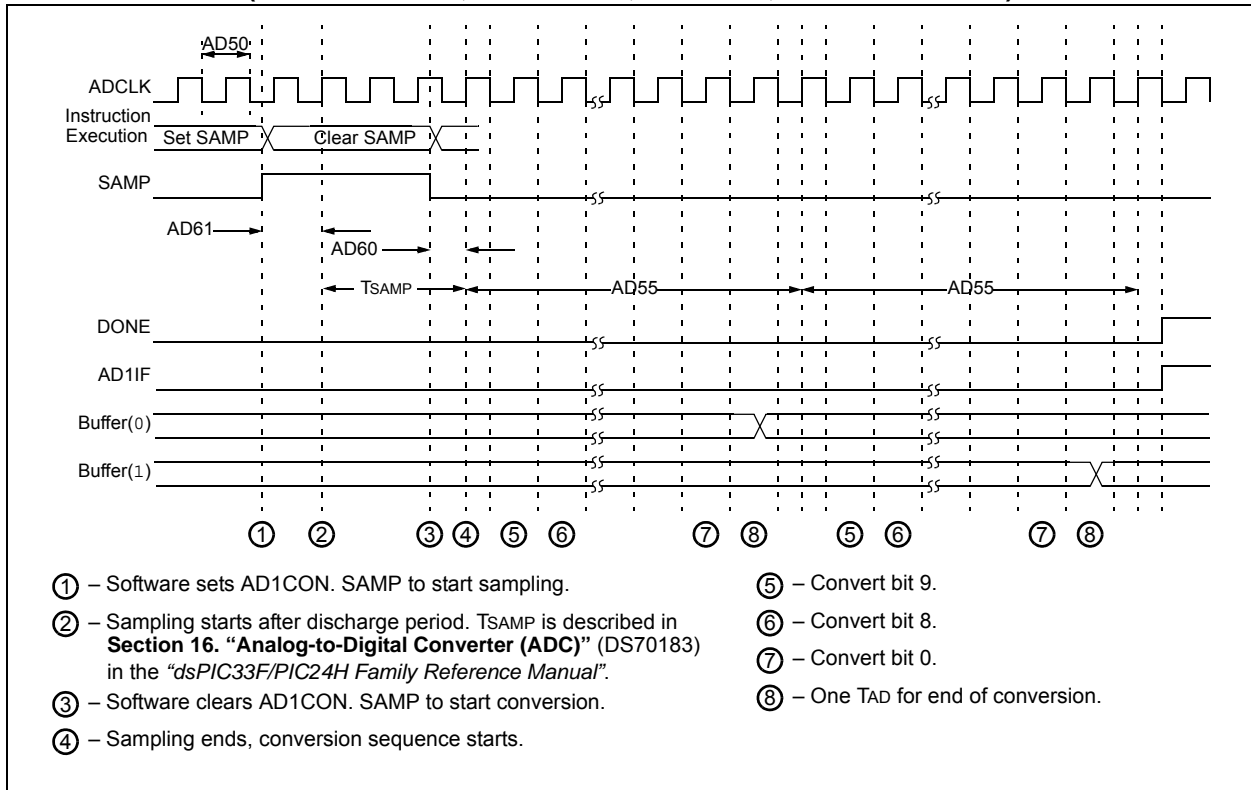 AD50
ADCLK
Instruction
Execution
Set SAMP
Clear SAMP
SAMP
AD61
AD60
TSAMP
AD55
AD55
DONE
AD1IF
Buffer(0)
Buffer(1)
1 2 3 4 5 6 7 8 5 6 7 8
1 – Software sets AD1CON. SAMP to start sampling.
2 – Sampling starts after discharge period. TSAMP is described in
Section 16. “Analog-to-Digital Converter (ADC)” (DS70183)
in the “dsPIC33F/PIC24H Family Reference Manual”.
3 – Software clears AD1CON. SAMP to start conversion.
4 – Sampling ends, conversion sequence starts.
5 – Convert bit 9.
6 – Convert bit 8.
7 – Convert bit 0.
8 – One TAD for end of conversion.